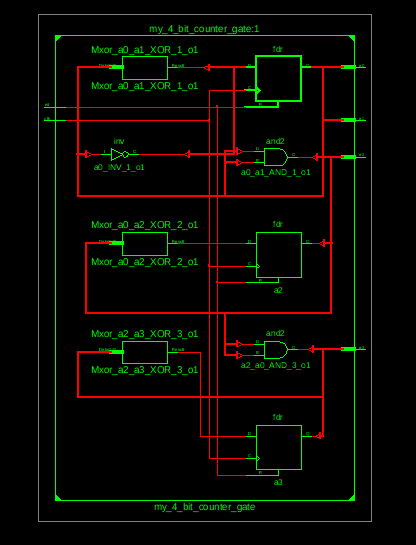 my_4_bit_counter_gate:1
Mxor_a0_a1_XOR_1_o1
fdr
Mxor_a0_a1_XOR_1_o1
inv
and2
a0_INV_1_o1
a0_a1_AND_1_o1
Mxor_a0_a2_XOR_2_o1
fdr
Mxor_a0_a2_XOR_2_o1
a2
Mxor_a2_a3_XOR_3_o1
and2
Mxor_a2_a3_XOR_3_o1
a2_a0_AND_3_o1
fdr
a3
my_4_bit_counter_gate